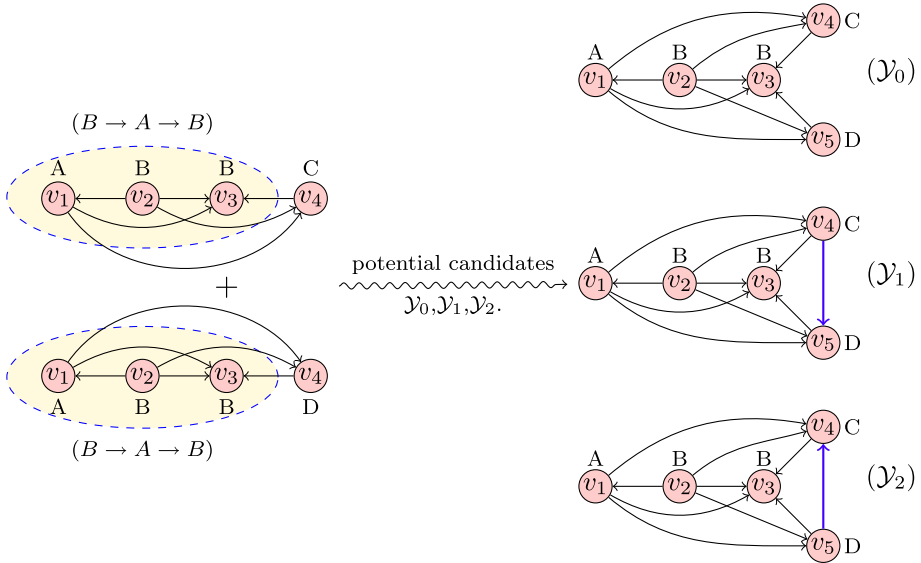 (B → A → B)
A B B C
v1 v2 v3 v4
+
v1 v2 v3 v4
A B B D
(B → A → B)
potential candidates
𝒴0,𝒴1,𝒴2.
v4 C
A B B
v1 v2 v3
(𝒴0)
v5 D
v4 C
A B B
v1 v2 v3
(𝒴1)
v5 D
v4 C
A B B
v1 v2 v3
(𝒴2)
v5 D